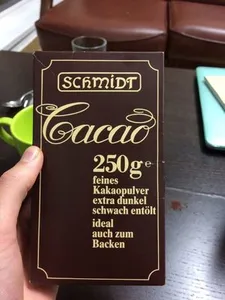 SCHMIDT
Cacao
250g e
feines
Kakaopulver
extra dunkel
schwach entölt
ideal
auch zum
Backen